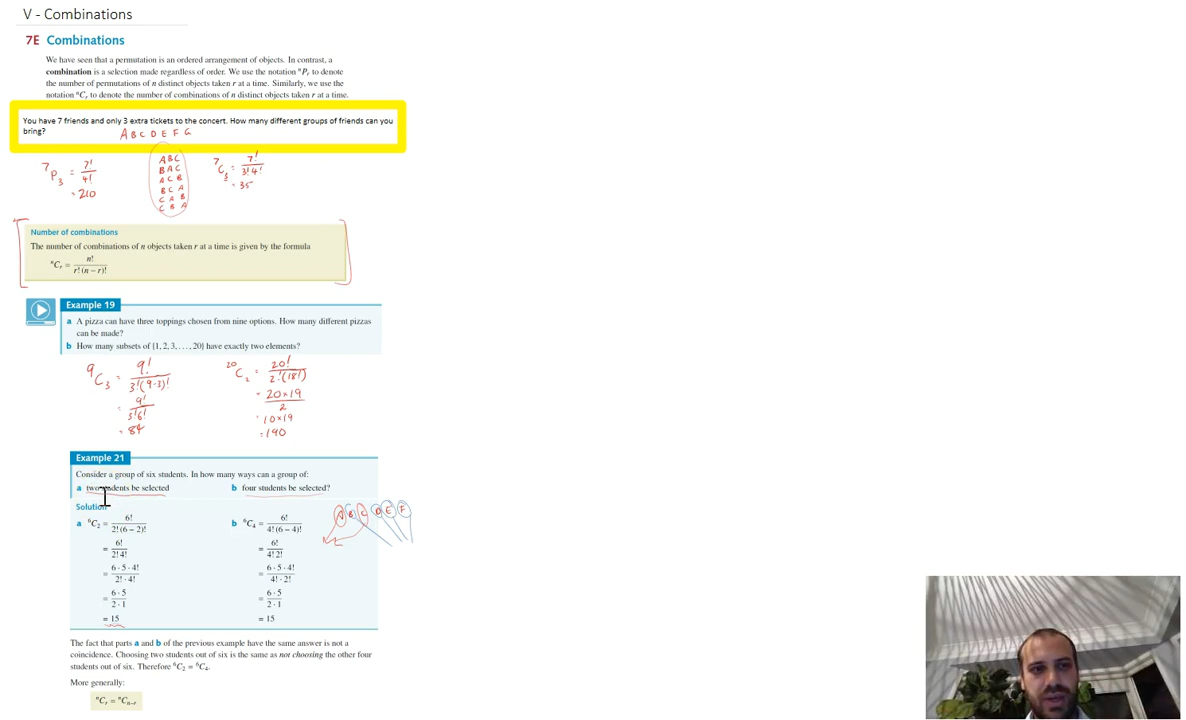 V - Combinations
7E Combinations
We have seen that a permutation is an ordered arrangement of objects. In contrast, a
combination is a selection made regardless of order. We use the notation ⁿPᵣ to denote
the number of permutations of n distinct objects taken r at a time. Similarly, we use the
notation ⁿCᵣ to denote the number of combinations of n distinct objects taken r at a time.
You have 7 friends and only 3 extra tickets to the concert. How many different groups of friends can you
bring?
A B C D E F G
⁷P₃ = 7!/4!
= 210
A B C
B A C
A C B
B C A
C A B
C B A
⁷C₃ = 7!/3!4!
= 35
Number of combinations
The number of combinations of n objects taken r at a time is given by the formula
ⁿCᵣ = n!/r!(n − r)!
Example 19
a A pizza can have three toppings chosen from nine options. How many different pizzas
can be made?
b How many subsets of {1, 2, 3, . . . , 20} have exactly two elements?
⁹C₃ = 9!/3!(9-3)!
= 9!/3!6!
= 84
²⁰C₂ = 20!/2!(18!)
= 20×19/2
= 10×19
= 190
Example 21
Consider a group of six students. In how many ways can a group of:
a two students be selected
b four students be selected?
Solution
a ⁶C₂ = 6!/2!(6 − 2)!
= 6!/2! 4!
= 6 · 5 · 4!/2! · 4!
= 6 · 5/2 · 1
= 15
b ⁶C₄ = 6!/4!(6 − 4)!
= 6!/4! 2!
= 6 · 5 · 4!/4! · 2!
= 6 · 5/2 · 1
= 15
A B C D E F
The fact that parts a and b of the previous example have the same answer is not a
coincidence. Choosing two students out of six is the same as not choosing the other four
students out of six. Therefore ⁶C₂ = ⁶C₄.
More generally:
ⁿCᵣ = ⁿCₙ₋ᵣ